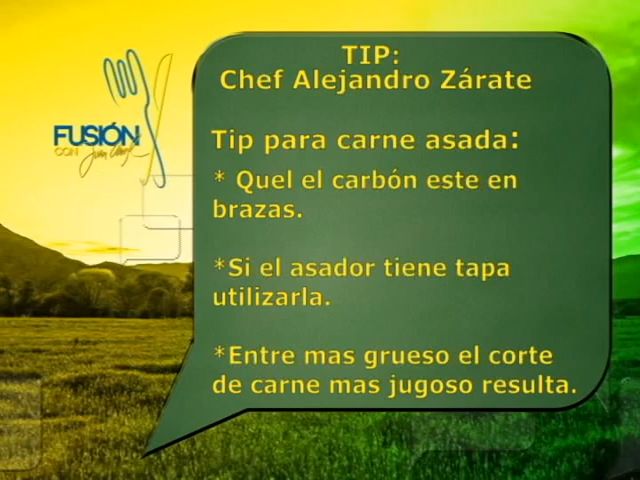 TIP:
Chef Alejandro Zárate
FUSIÓN
CON
Tip para carne asada:
* Quel el carbón este en
brazas.
*Si el asador tiene tapa
utilizarla.
*Entre mas grueso el corte
de carne mas jugoso resulta.